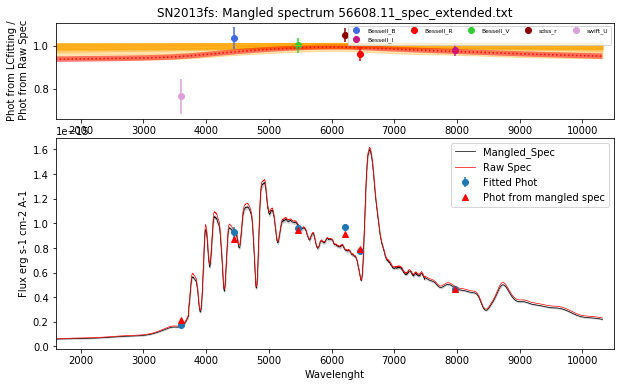 SN2013fs: Mangled spectrum 56608.11_spec_extended.txt
Phot from LCfitting /
Phot from Raw Spec
1.0
0.8
Bessell_B
Bessell_I
Bessell_R
Bessell_V
sdss_r
swift_U
2000 3000 4000 5000 6000 7000 8000 9000 10000
Flux erg s-1 cm-2 A-1
1.6
1.4
1.2
1.0
0.8
0.6
0.4
0.2
0.0
Mangled_Spec
Raw Spec
Fitted Phot
Phot from mangled spec
2000 3000 4000 5000 6000 7000 8000 9000 10000
Wavelenght